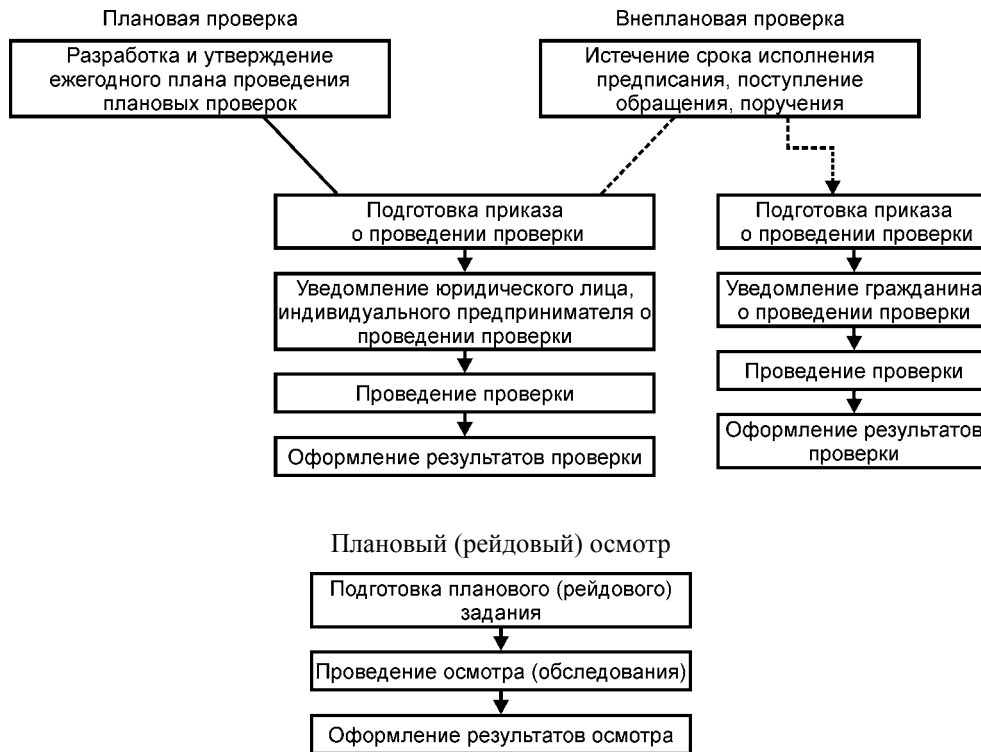 Плановая проверка
Внеплановая проверка
Разработка и утверждение
ежегодного плана проведения
плановых проверок
Истечение срока исполнения
предписания, поступление
обращения, поручения
Подготовка приказа
о проведении проверки
Уведомление юридического лица,
индивидуального предпринимателя о
проведении проверки
Проведение проверки
Оформление результатов проверки
Подготовка приказа
о проведении проверки
Уведомление гражданина
о проведении проверки
Проведение проверки
Оформление результатов
проверки
Плановый (рейдовый) осмотр
Подготовка планового (рейдового)
задания
Проведение осмотра (обследования)
Оформление результатов осмотра